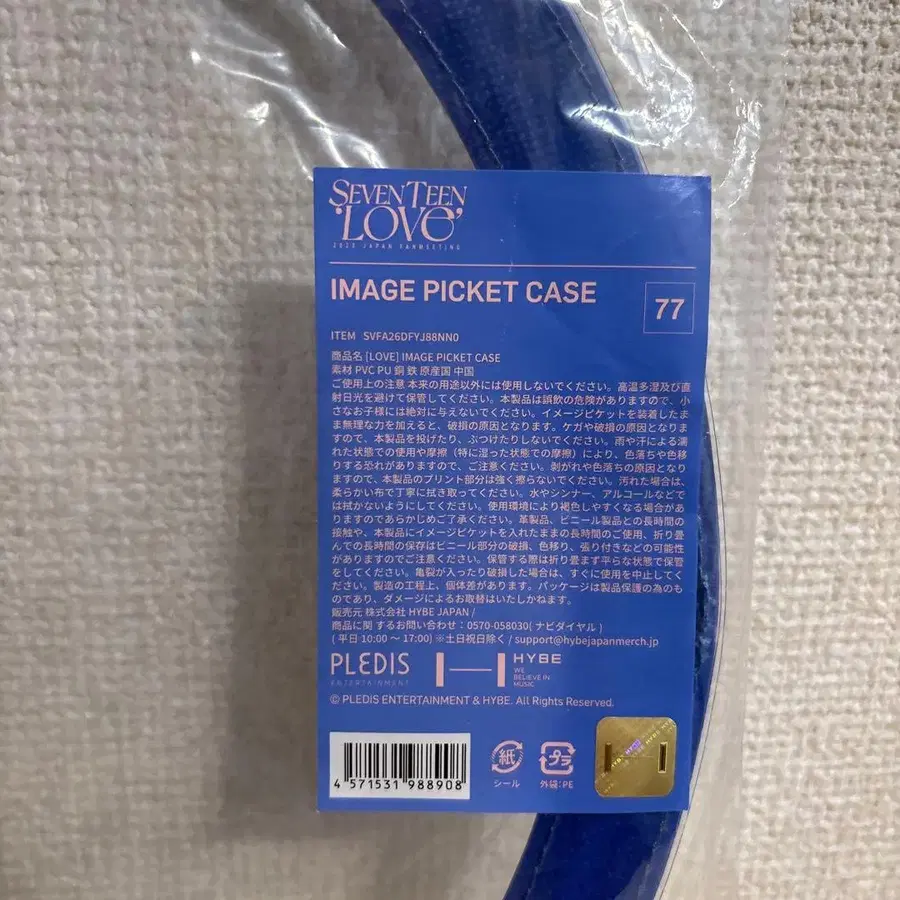 SEVENTEEN
'LOVE'
2023 JAPAN FANMEETING
IMAGE PICKET CASE
77
ITEM SVFA26DFYJ88NN0
商品名 [LOVE] IMAGE PICKET CASE
素材 PVC PU 銅 鉄 原産国 中国
ご使用上の注意 本来の用途以外には使用しないでください。高温多湿及び直
射日光を避けて保管してください。本製品は誤飲の危険がありますので、小
さなお子様には絶対に与えないでください。イメージピケットを装着したま
ま無理な力を加えると、破損の原因となります。ケガや破損の原因となりま
すので、本製品を投げたり、ぶつけたりしないでください。雨や汗による濡
れた状態での使用や摩擦（特に湿った状態での摩擦）により、色落ちや色移
りする恐れがありますので、ご注意ください。剥がれや色落ちの原因となり
ますので、本製品のプリント部分は強く擦らないでください。汚れた場合は、
柔らかい布で丁寧に拭き取ってください。水やシンナー、アルコールなどで
は拭かないようにしてください。使用環境により褪色しやすくなる場合があ
りますのであらかじめご了承ください。革製品、ビニール製品との長時間の
接触や、本製品にイメージピケットを入れたままの長時間のご使用、折り畳
んでの長時間の保存はビニール部分の破損、色移り、張り付きなどの可能性
がありますのでご注意ください。保管する際は折り畳まず平らな状態で保管
をしてください。亀裂が入ったり破損した場合は、すぐに使用を中止してく
ださい。製造の工程上、個体差があります。パッケージは製品保護の為のも
のであり、ダメージによるお取替はいたしかねます。
販売元 株式会社 HYBE JAPAN /
商品に関するお問い合わせ：0570-058030( ナビダイヤル )
( 平日 10:00 〜 17:00) ※土日祝日除く / support@hybejapanmerch.jp
PLEDIS
ENTERTAINMENT
HYBE
WE
BELIEVE IN
MUSIC
© PLEDIS ENTERTAINMENT & HYBE. All Rights Reserved.
4 571531 988908
紙
シール
プラ
外袋：PE
HYBE